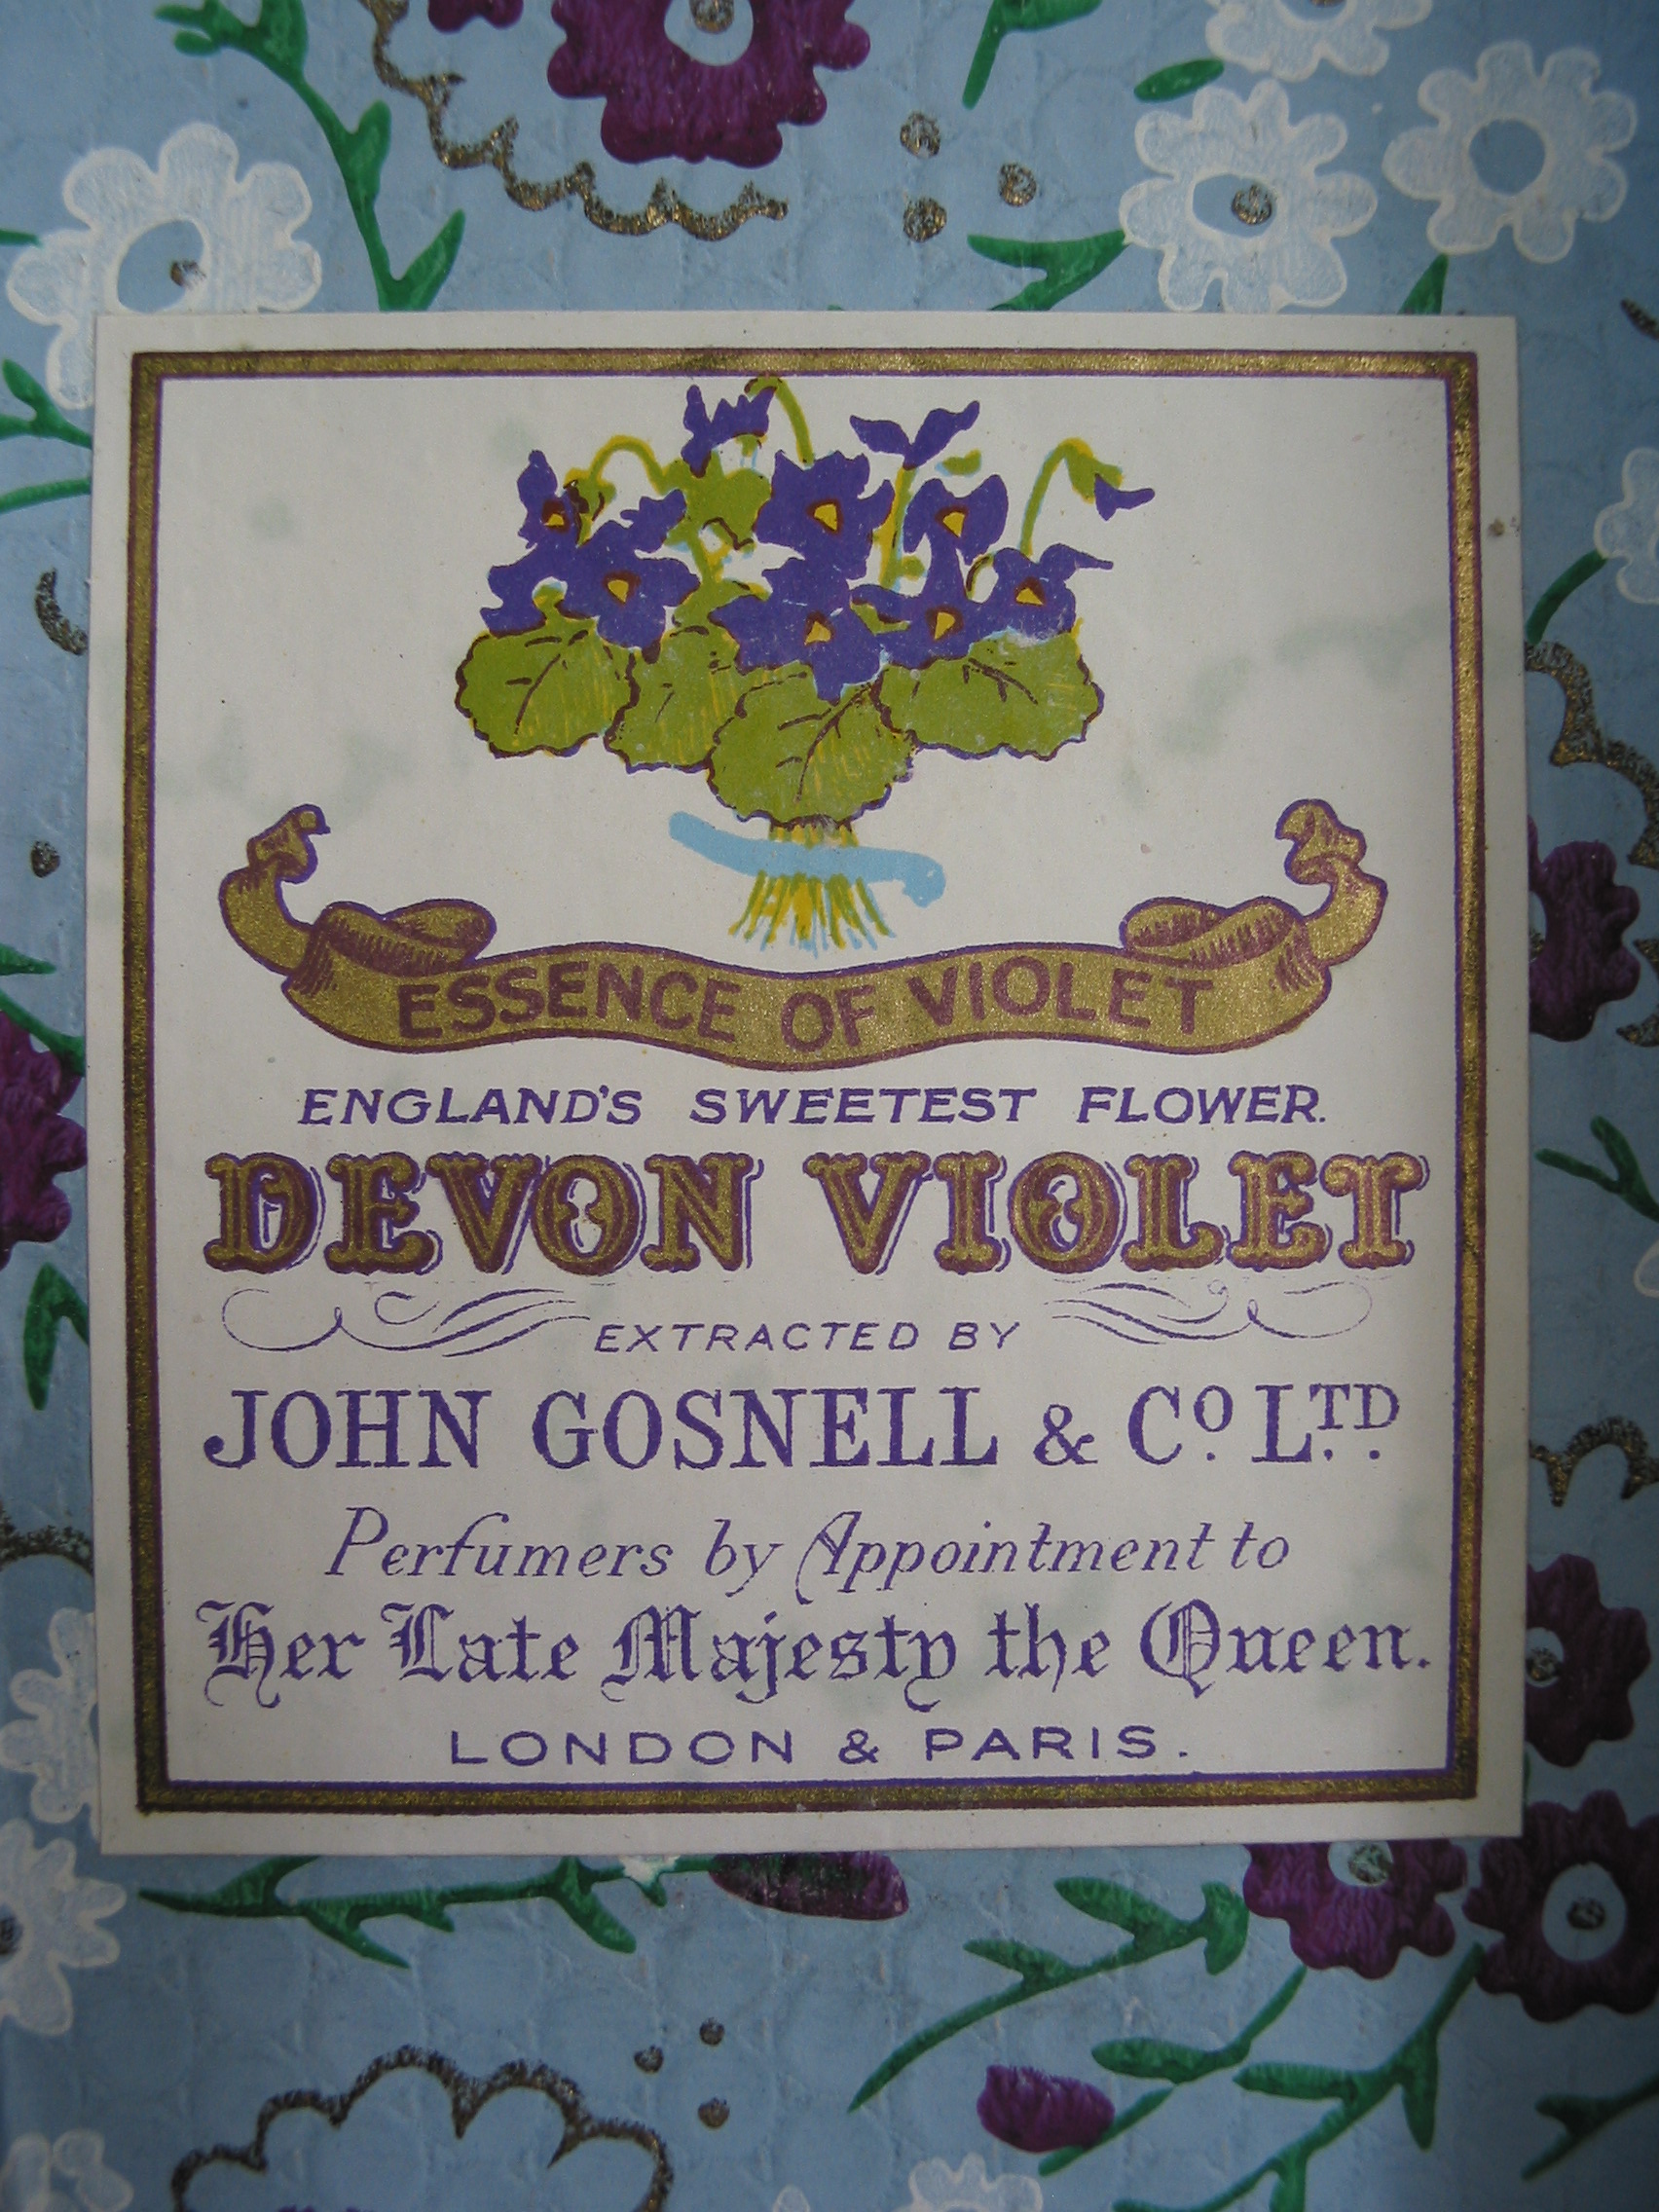 ESSENCE OF VIOLET
ENGLAND'S SWEETEST FLOWER.
DEVON VIOLET
EXTRACTED BY
JOHN GOSNELL & Co. LTD.
Perfumers by Appointment to
Her Late Majesty the Queen.
LONDON & PARIS.